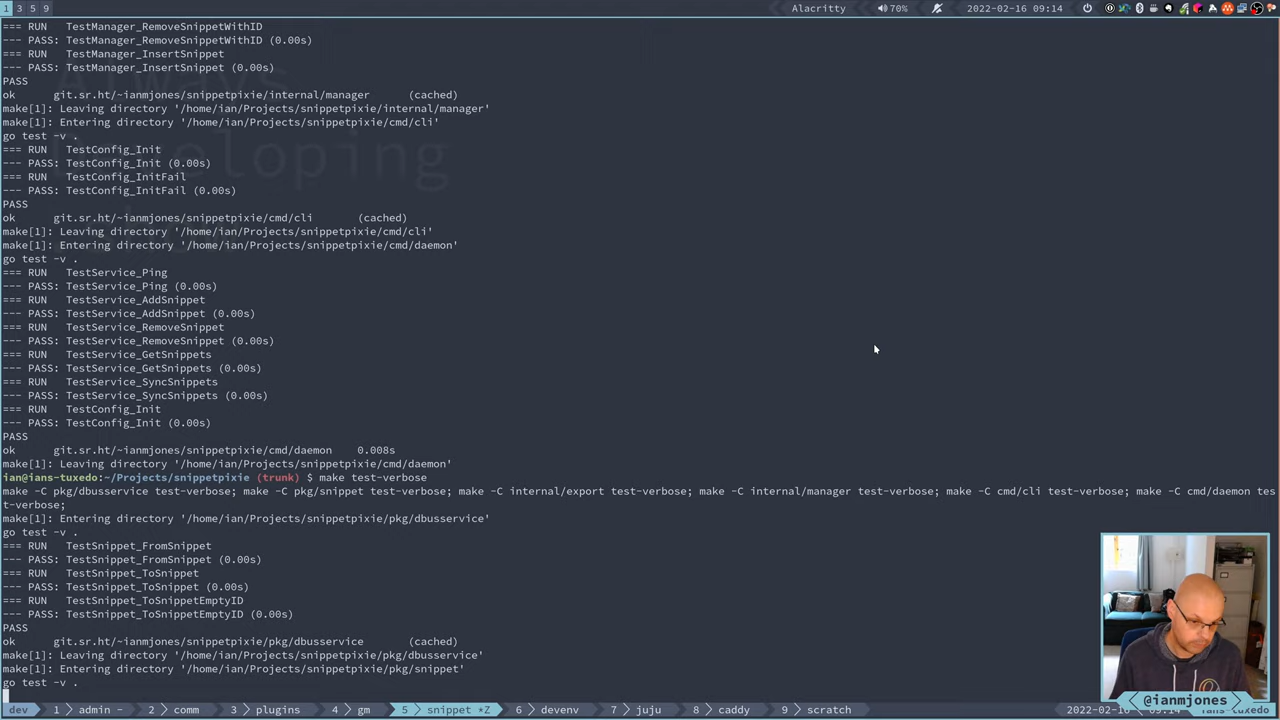 1 3 5 9 Alacritty 70% 2022-02-16 09:14
=== RUN TestManager_RemoveSnippetWithID
--- PASS: TestManager_RemoveSnippetWithID (0.00s)
=== RUN TestManager_InsertSnippet
--- PASS: TestManager_InsertSnippet (0.00s)
PASS
ok git.sr.ht/~ianmjones/snippetpixie/internal/manager (cached)
make[1]: Leaving directory '/home/ian/Projects/snippetpixie/internal/manager'
make[1]: Entering directory '/home/ian/Projects/snippetpixie/cmd/cli'
go test -v .
=== RUN TestConfig_Init
--- PASS: TestConfig_Init (0.00s)
=== RUN TestConfig_InitFail
--- PASS: TestConfig_InitFail (0.00s)
PASS
ok git.sr.ht/~ianmjones/snippetpixie/cmd/cli (cached)
make[1]: Leaving directory '/home/ian/Projects/snippetpixie/cmd/cli'
make[1]: Entering directory '/home/ian/Projects/snippetpixie/cmd/daemon'
go test -v .
=== RUN TestService_Ping
--- PASS: TestService_Ping (0.00s)
=== RUN TestService_AddSnippet
--- PASS: TestService_AddSnippet (0.00s)
=== RUN TestService_RemoveSnippet
--- PASS: TestService_RemoveSnippet (0.00s)
=== RUN TestService_GetSnippets
--- PASS: TestService_GetSnippets (0.00s)
=== RUN TestService_SyncSnippets
--- PASS: TestService_SyncSnippets (0.00s)
=== RUN TestConfig_Init
--- PASS: TestConfig_Init (0.00s)
PASS
ok git.sr.ht/~ianmjones/snippetpixie/cmd/daemon 0.008s
make[1]: Leaving directory '/home/ian/Projects/snippetpixie/cmd/daemon'
ian@ians-tuxedo:~/Projects/snippetpixie (trunk) $ make test-verbose
make -C pkg/dbusservice test-verbose; make -C pkg/snippet test-verbose; make -C internal/export test-verbose; make -C internal/manager test-verbose; make -C cmd/cli test-verbose; make -C cmd/daemon tes
t-verbose;
make[1]: Entering directory '/home/ian/Projects/snippetpixie/pkg/dbusservice'
go test -v .
=== RUN TestSnippet_FromSnippet
--- PASS: TestSnippet_FromSnippet (0.00s)
=== RUN TestSnippet_ToSnippet
--- PASS: TestSnippet_ToSnippet (0.00s)
=== RUN TestSnippet_ToSnippetEmptyID
--- PASS: TestSnippet_ToSnippetEmptyID (0.00s)
PASS
ok git.sr.ht/~ianmjones/snippetpixie/pkg/dbusservice (cached)
make[1]: Leaving directory '/home/ian/Projects/snippetpixie/pkg/dbusservice'
make[1]: Entering directory '/home/ian/Projects/snippetpixie/pkg/snippet'
go test -v .
@ianmjones
dev 1 admin - 2 comm 3 plugins 4 gm 5 snippet *Z 6 devenv 7 juju 8 caddy 9 scratch 2022-02-16